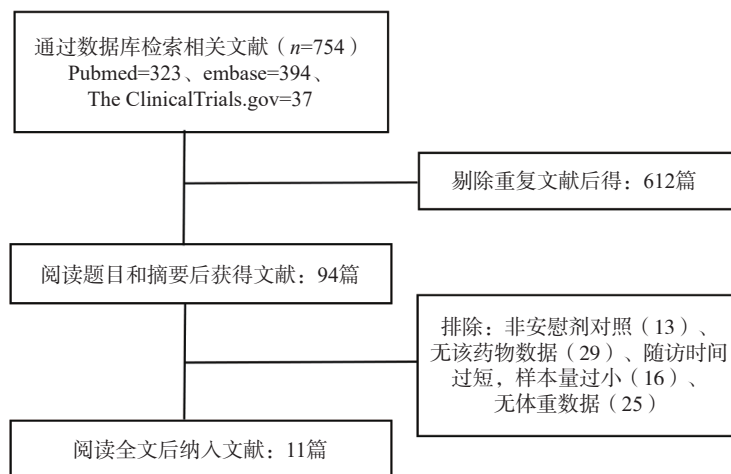 通过数据库检索相关文献（n=754）
Pubmed=323、embase=394、
The ClinicalTrials.gov=37
剔除重复文献后得：612篇
阅读题目和摘要后获得文献：94篇
排除：非安慰剂对照（13）、
无该药物数据（29）、随访时间
过短，样本量过小（16）、
无体重数据（25）
阅读全文后纳入文献：11篇